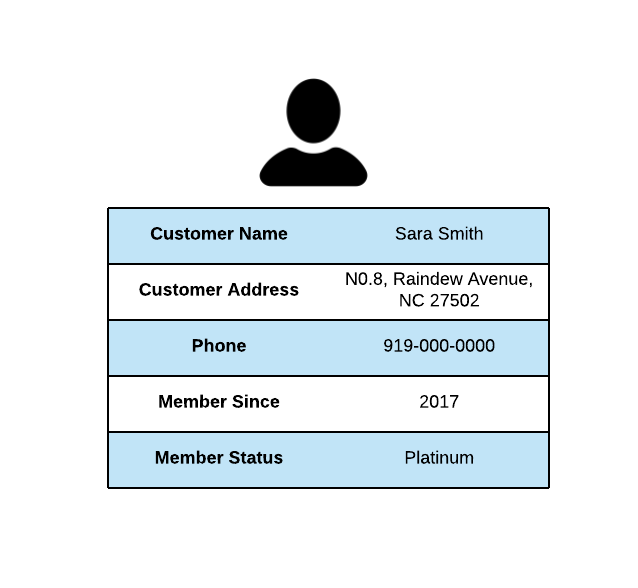 Customer Name Sara Smith
Customer Address N0.8, Raindew Avenue,
NC 27502
Phone 919-000-0000
Member Since 2017
Member Status Platinum